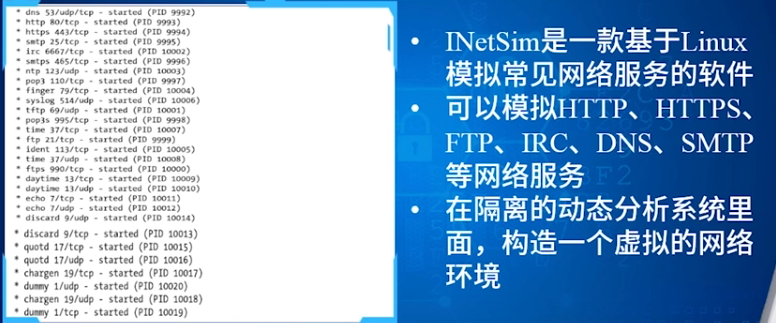 * dns 53/udp/tcp - started (PID 9992)
* http 80/tcp - started (PID 9993)
* https 443/tcp - started (PID 9994)
* smtp 25/tcp - started (PID 9995)
* irc 6667/tcp - started (PID 10002)
* smtps 465/tcp - started (PID 9996)
* ntp 123/udp - started (PID 10003)
* pop3 110/tcp - started (PID 9997)
* finger 79/tcp - started (PID 10004)
* syslog 514/udp - started (PID 10006)
* tftp 69/udp - started (PID 10001)
* pop3s 995/tcp - started (PID 9998)
* time 37/tcp - started (PID 10007)
* ftp 21/tcp - started (PID 9999)
* ident 113/tcp - started (PID 10005)
* time 37/udp - started (PID 10008)
* ftps 990/tcp - started (PID 10000)
* daytime 13/tcp - started (PID 10009)
* daytime 13/udp - started (PID 10010)
* echo 7/tcp - started (PID 10011)
* echo 7/udp - started (PID 10012)
* discard 9/udp - started (PID 10014)
* discard 9/tcp - started (PID 10013)
* quotd 17/tcp - started (PID 10015)
* quotd 17/udp - started (PID 10016)
* chargen 19/tcp - started (PID 10017)
* dummy 1/udp - started (PID 10020)
* chargen 19/udp - started (PID 10018)
* dummy 1/tcp - started (PID 10019)
• INetSim是一款基于Linux
模拟常见网络服务的软件
• 可以模拟HTTP、HTTPS、
FTP、IRC、DNS、SMTP
等网络服务
• 在隔离的动态分析系统里
面，构造一个虚拟的网络
环境